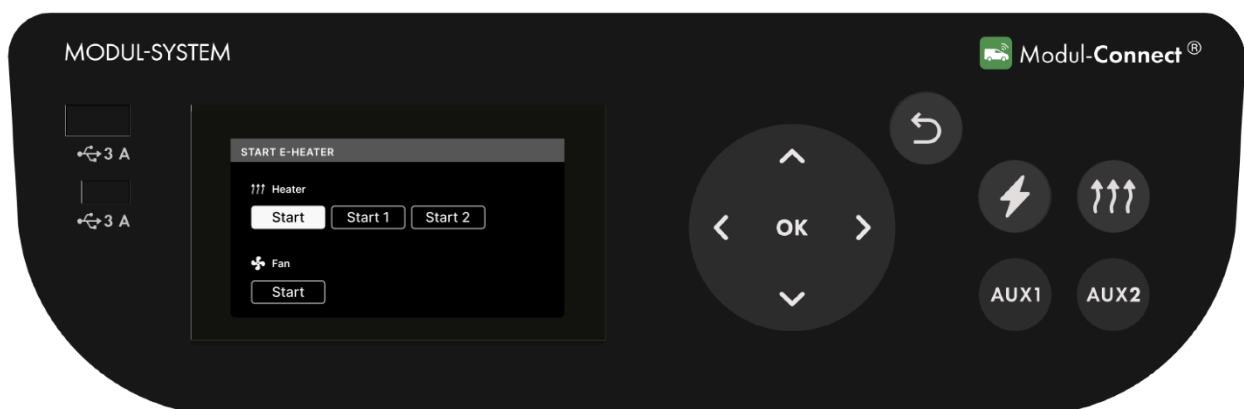 MODUL-SYSTEM
Modul-Connect ®
3 A
3 A
START E-HEATER
Heater
Start Start 1 Start 2
Fan
Start
OK
AUX1 AUX2